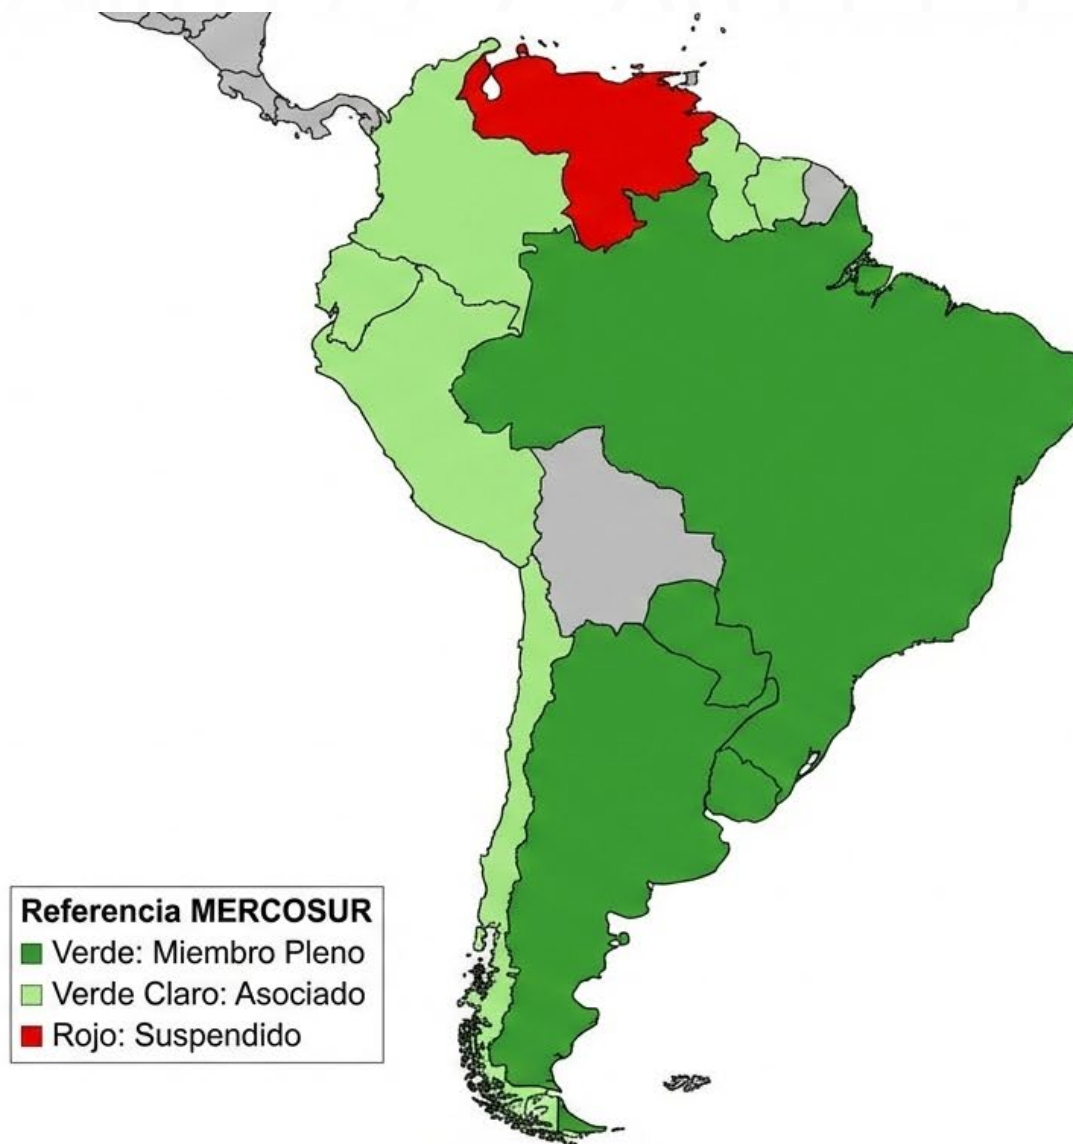 Referencia MERCOSUR
Verde: Miembro Pleno
Verde Claro: Asociado
Rojo: Suspendido